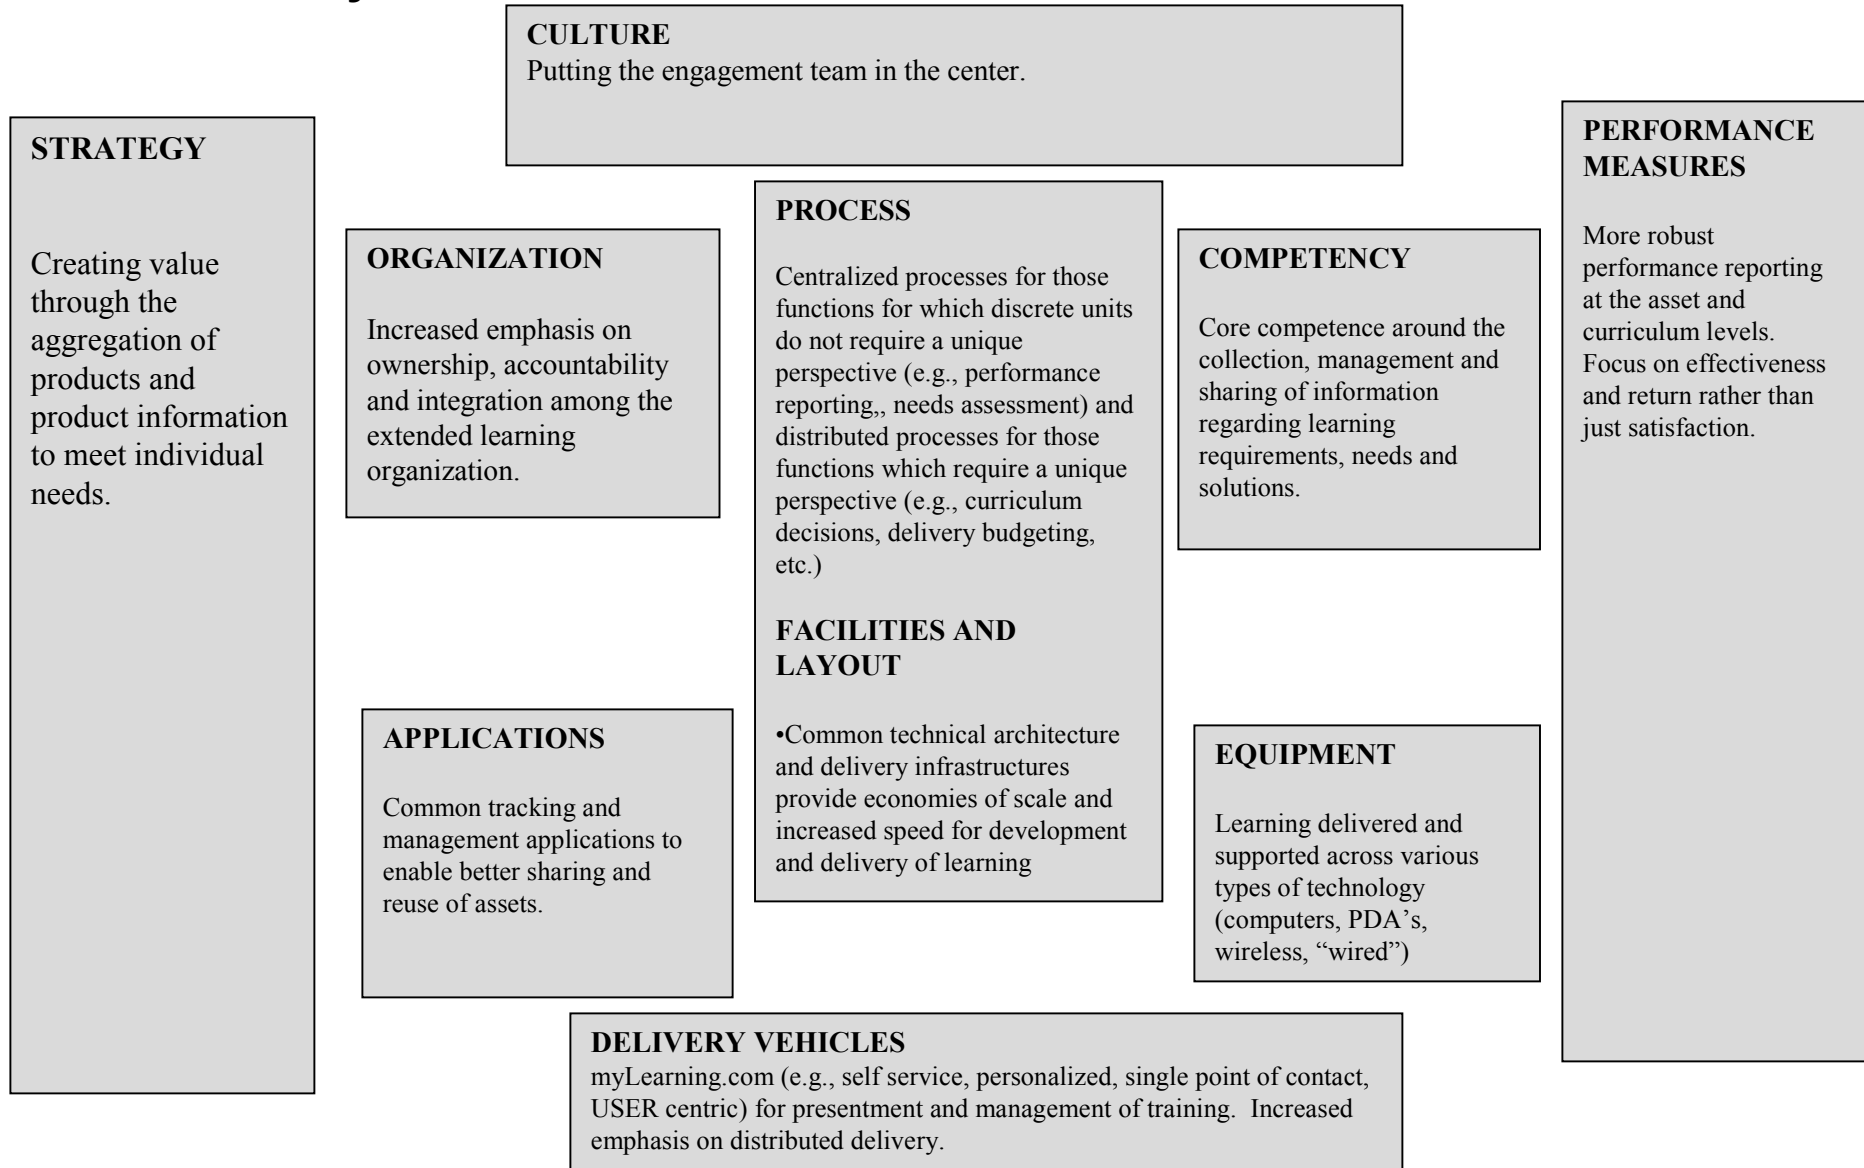 CULTURE
Putting the engagement team in the center.
STRATEGY
Creating value
through the
aggregation of
products and
product information
to meet individual
needs.
ORGANIZATION
Increased emphasis on
ownership, accountability
and integration among the
extended learning
organization.
PROCESS
Centralized processes for those
functions for which discrete units
do not require a unique
perspective (e.g., performance
reporting,, needs assessment) and
distributed processes for those
functions which require a unique
perspective (e.g., curriculum
decisions, delivery budgeting,
etc.)
FACILITIES AND
LAYOUT
•Common technical architecture
and delivery infrastructures
provide economies of scale and
increased speed for development
and delivery of learning
COMPETENCY
Core competence around the
collection, management and
sharing of information
regarding learning
requirements, needs and
solutions.
PERFORMANCE
MEASURES
More robust
performance reporting
at the asset and
curriculum levels.
Focus on effectiveness
and return rather than
just satisfaction.
APPLICATIONS
Common tracking and
management applications to
enable better sharing and
reuse of assets.
EQUIPMENT
Learning delivered and
supported across various
types of technology
(computers, PDA’s,
wireless, “wired”)
DELIVERY VEHICLES
myLearning.com (e.g., self service, personalized, single point of contact,
USER centric) for presentment and management of training.  Increased
emphasis on distributed delivery.